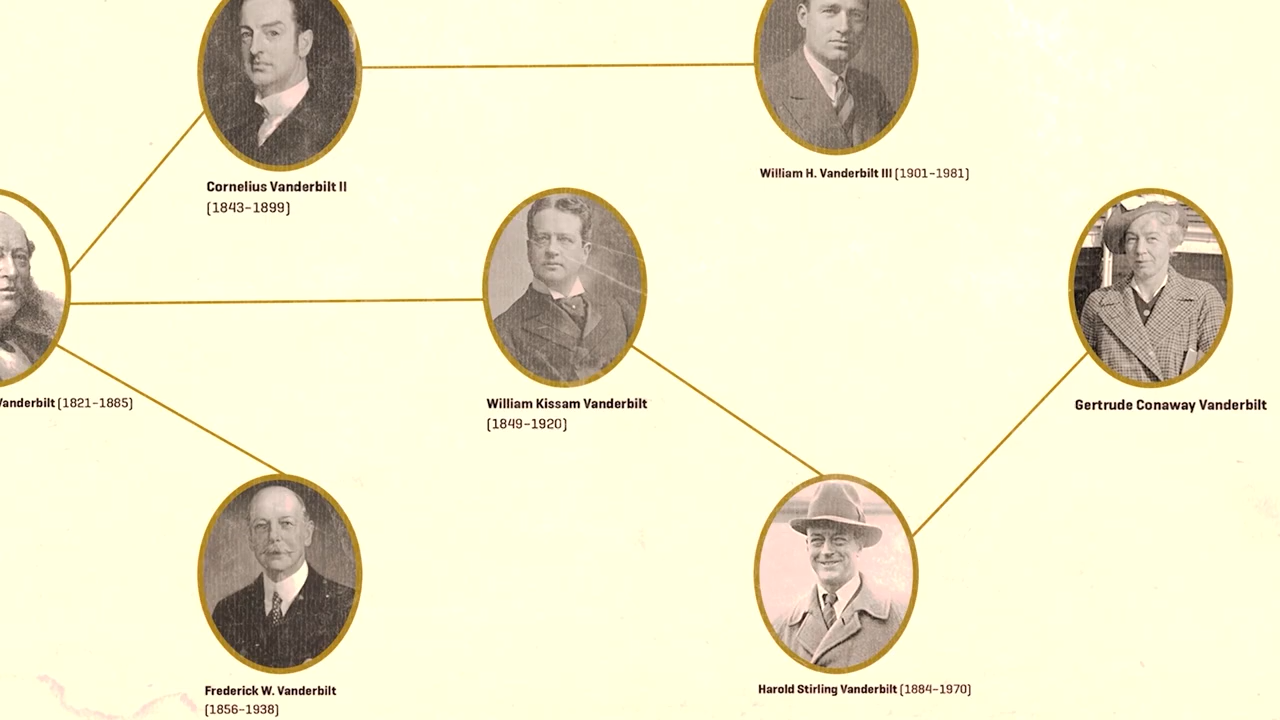 Cornelius Vanderbilt II
(1843–1899)
William H. Vanderbilt III (1901–1981)
Vanderbilt (1821–1885)
William Kissam Vanderbilt
(1849–1920)
Gertrude Conaway Vanderbilt
Frederick W. Vanderbilt
(1856–1938)
Harold Stirling Vanderbilt (1884–1970)